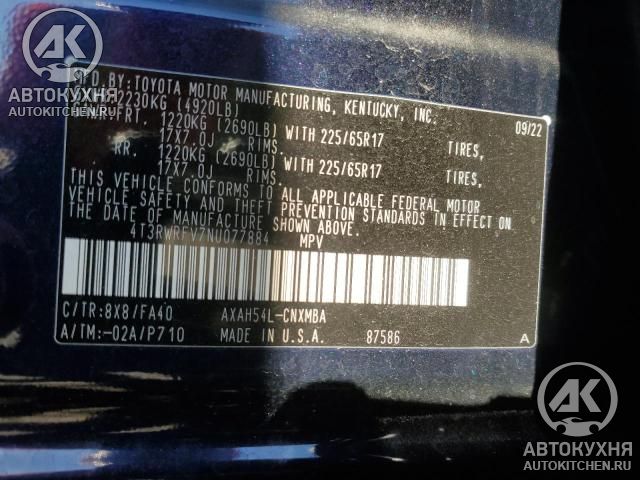 AK
АВТОКУХНЯ
AUTOKITCHEN.RU
MFD.BY:TOYOTA MOTOR MANUFACTURING, KENTUCKY, INC.
2230KG (4920LB) 09/22
FRT. 1220KG (2690LB) WITH 225/65R17 TIRES,
17X7.0J RIMS.
RR. 1220KG (2690LB) WITH 225/65R17 TIRES,
17X7.0J RIMS.
THIS VEHICLE CONFORMS TO ALL APPLICABLE FEDERAL MOTOR
VEHICLE SAFETY AND THEFT PREVENTION STANDARDS IN EFFECT ON
THE DATE OF MANUFACTURE SHOWN ABOVE.
4T3RWRFV7NU077884 MPV
C/TR:8X8/FA40 AXAH54L-CNXMBA
A/TM:-02A/P710 MADE IN U.S.A. 87586 A
AK
АВТОКУХНЯ
AUTOKITCHEN.RU